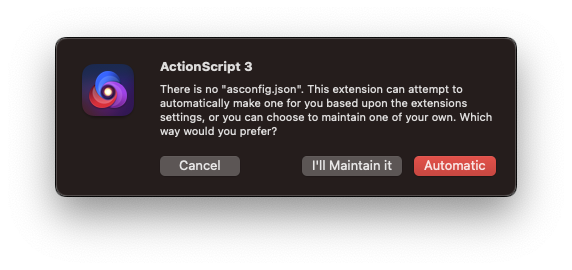 ActionScript 3
There is no "asconfig.json". This extension can attempt to
automatically make one for you based upon the extensions
settings, or you can choose to maintain one of your own. Which
way would you prefer?
Cancel
I'll Maintain it
Automatic